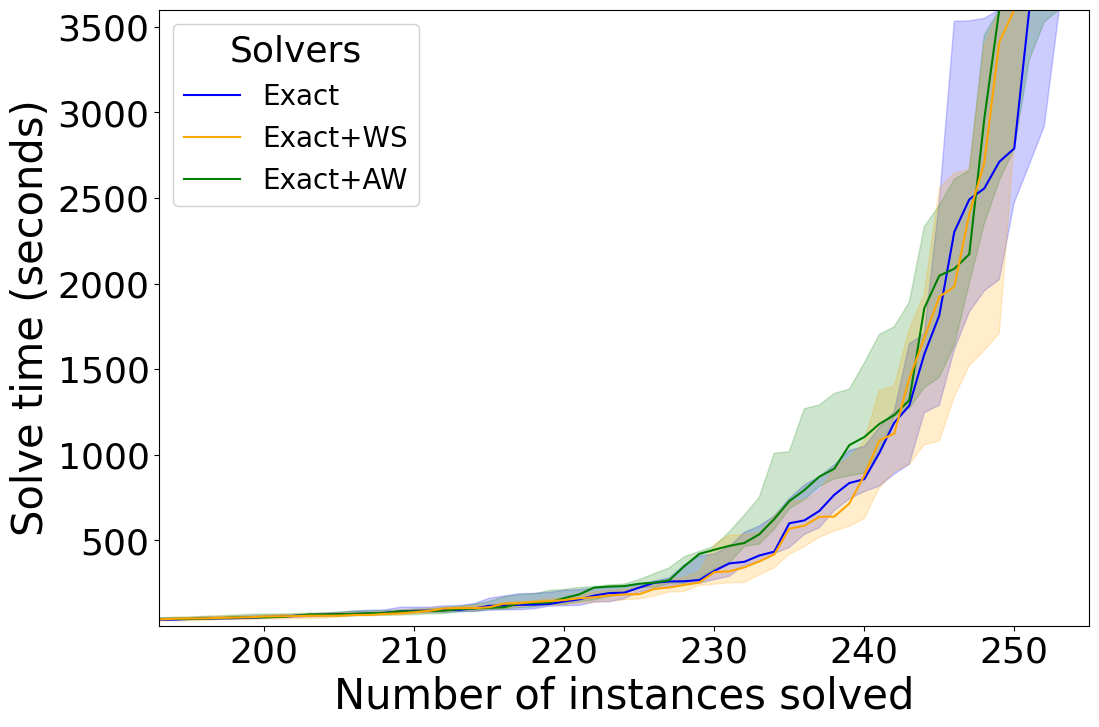 Solve time (seconds)
3500
3000
2500
2000
1500
1000
500
Solvers
Exact
Exact+WS
Exact+AW
200 210 220 230 240 250
Number of instances solved